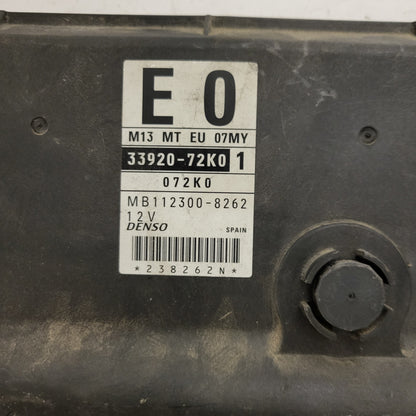 E 0
M13 MT EU 07MY
33920-72K0 1
072K0
MB112300-8262
12V
DENSO SPAIN
*238262N*